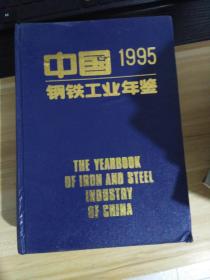 中国 1995
钢铁工业年鉴
THE YEARBOOK
OF IRON AND STEEL
INDUSTRY
OF CHINA